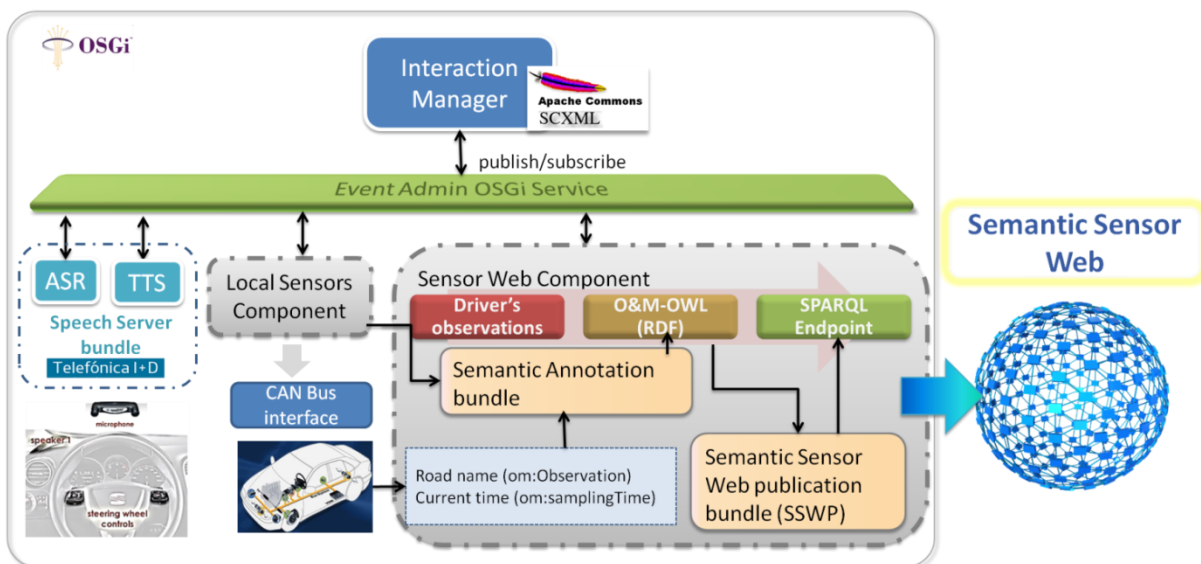 OSGi
Interaction
Manager
Apache Commons
SCXML
publish/subscribe
Event Admin OSGi Service
ASR
TTS
Speech Server
bundle
Telefónica I+D
microphone
speaker I
steering wheel
controls
Local Sensors
Component
CAN Bus
interface
Sensor Web Component
Driver's
observations
O&M-OWL
(RDF)
SPARQL
Endpoint
Semantic Annotation
bundle
Road name (om:Observation)
Current time (om:samplingTime)
Semantic Sensor
Web publication
bundle (SSWP)
Semantic Sensor
Web